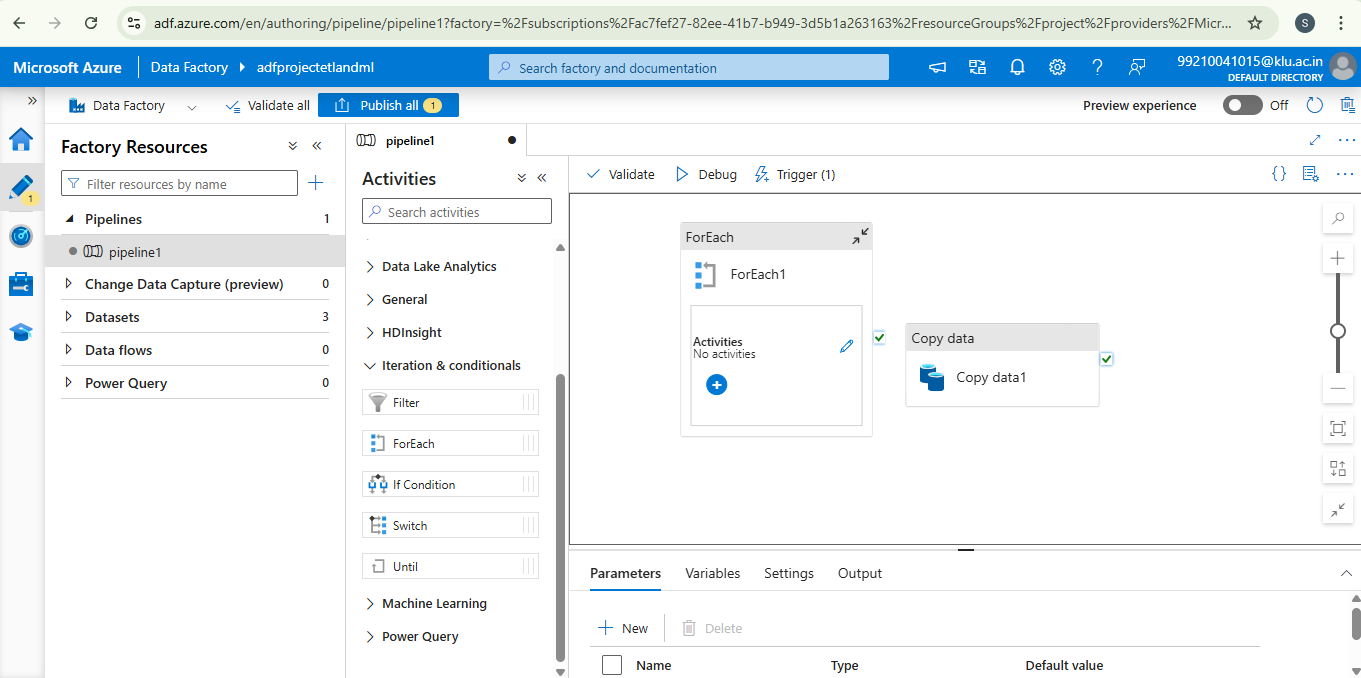 adf.azure.com/en/authoring/pipeline/pipeline1?factory=%2Fsubscriptions%2Fac7fef27-82ee-41b7-b949-3d5b1a263163%2FresourceGroups%2Fproject%2Fproviders%2FMicr...
S
Microsoft Azure
Data Factory
adfprojectetlandml
Search factory and documentation
99210041015@klu.ac.in
DEFAULT DIRECTORY
Data Factory
Validate all
Publish all
1
Preview experience
Off
1
Factory Resources
Filter resources by name
Pipelines 1
pipeline1
Change Data Capture (preview) 0
Datasets 3
Data flows 0
Power Query 0
pipeline1
Activities
Search activities
Data Lake Analytics
General
HDInsight
Iteration & conditionals
Filter
ForEach
If Condition
Switch
Until
Machine Learning
Power Query
Validate
Debug
Trigger (1)
{}
ForEach
ForEach1
Activities
No activities
Copy data
Copy data1
Parameters
Variables
Settings
Output
New
Delete
Name
Type
Default value